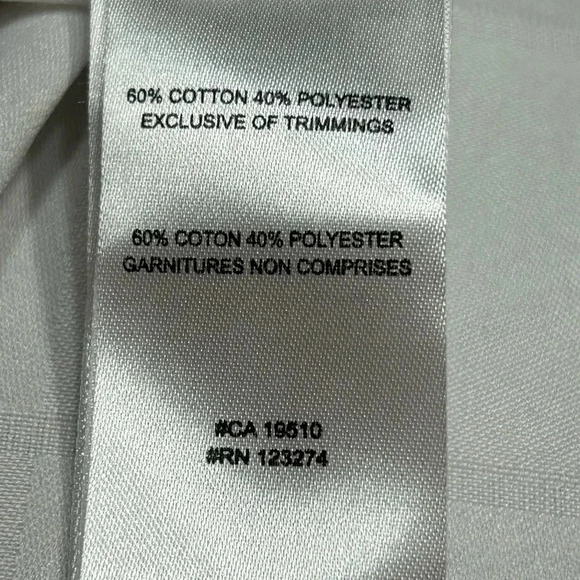 60% COTTON 40% POLYESTER
EXCLUSIVE OF TRIMMINGS
60% COTON 40% POLYESTER
GARNITURES NON COMPRISES
#CA 19510
#RN 123274